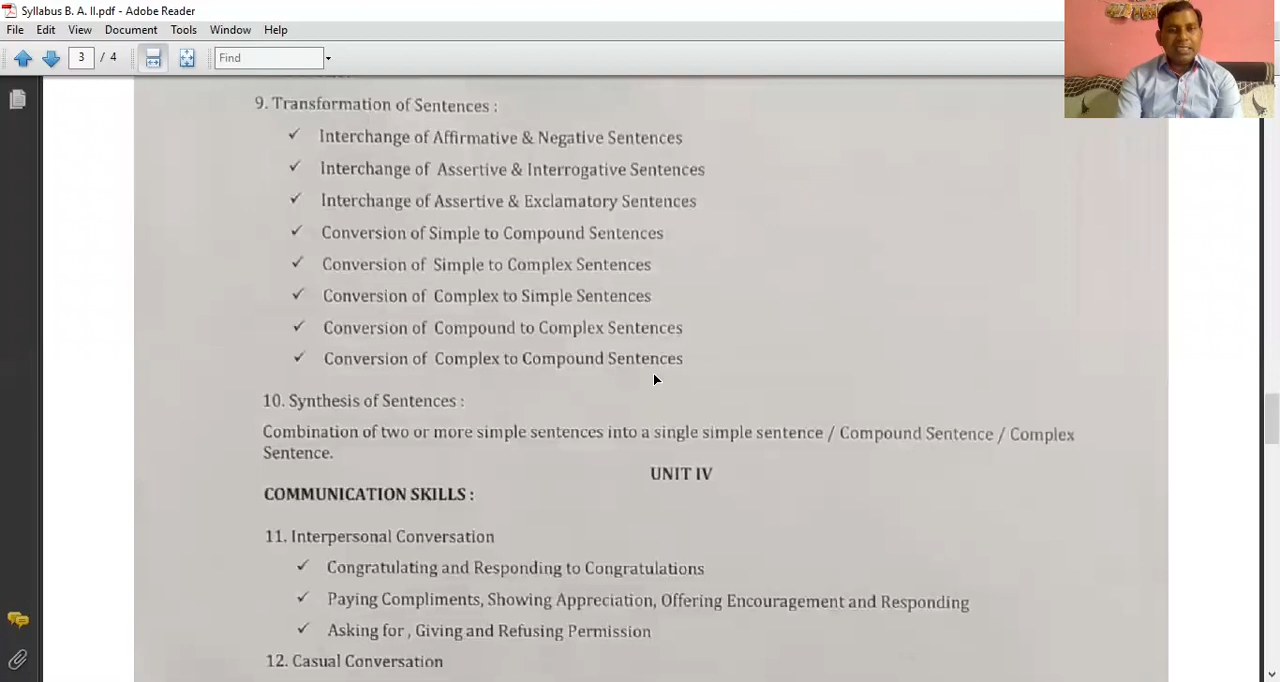 Syllabus B. A. II.pdf - Adobe Reader
File Edit View Document Tools Window Help
3 / 4 Find
9. Transformation of Sentences :
✓ Interchange of Affirmative & Negative Sentences
✓ Interchange of Assertive & Interrogative Sentences
✓ Interchange of Assertive & Exclamatory Sentences
✓ Conversion of Simple to Compound Sentences
✓ Conversion of Simple to Complex Sentences
✓ Conversion of Complex to Simple Sentences
✓ Conversion of Compound to Complex Sentences
✓ Conversion of Complex to Compound Sentences
10. Synthesis of Sentences :
Combination of two or more simple sentences into a single simple sentence / Compound Sentence / Complex
Sentence.
UNIT IV
COMMUNICATION SKILLS :
11. Interpersonal Conversation
✓ Congratulating and Responding to Congratulations
✓ Paying Compliments, Showing Appreciation, Offering Encouragement and Responding
✓ Asking for , Giving and Refusing Permission
12. Casual Conversation